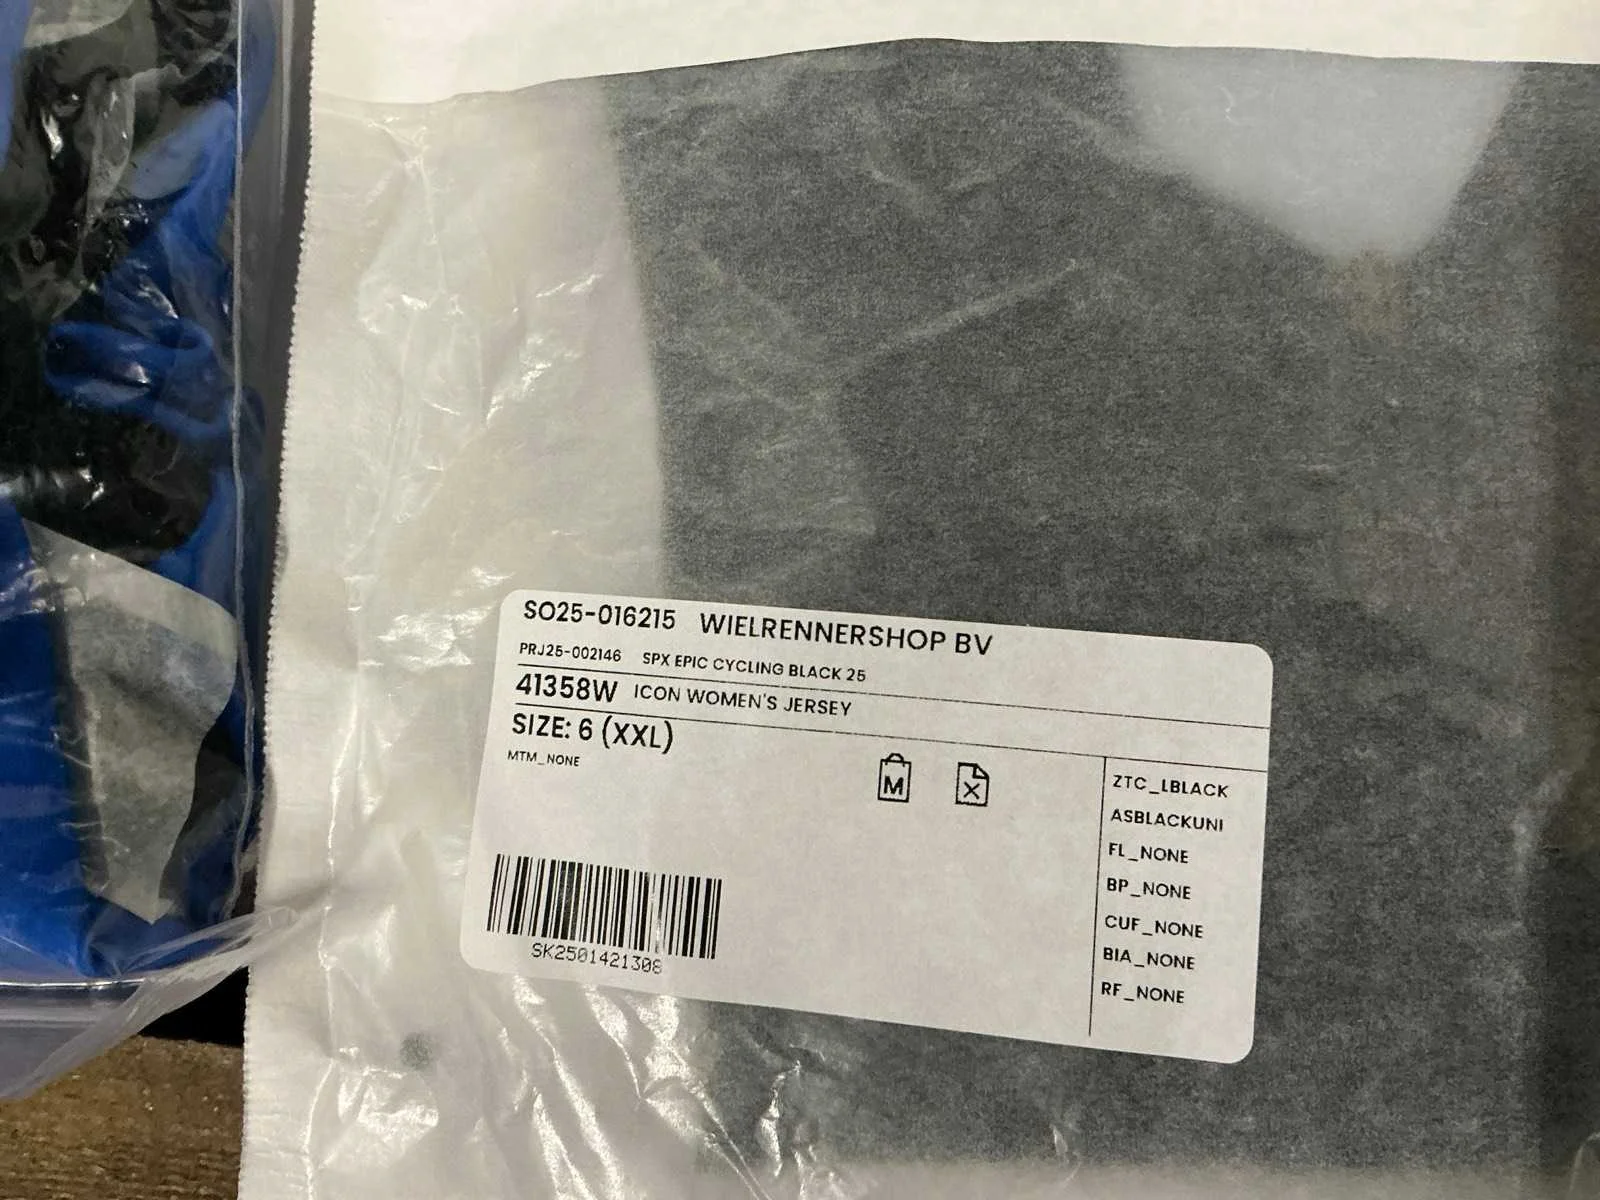 SO25-016215 WIELRENNERSHOP BV
PRJ25-002146 SPX EPIC CYCLING BLACK 25
41358W ICON WOMEN'S JERSEY
SIZE: 6 (XXL)
MTM_NONE
M
X
ZTC_LBLACK
ASBLACKUNI
FL_NONE
BP_NONE
CUF_NONE
BIA_NONE
RF_NONE
SK2501421308